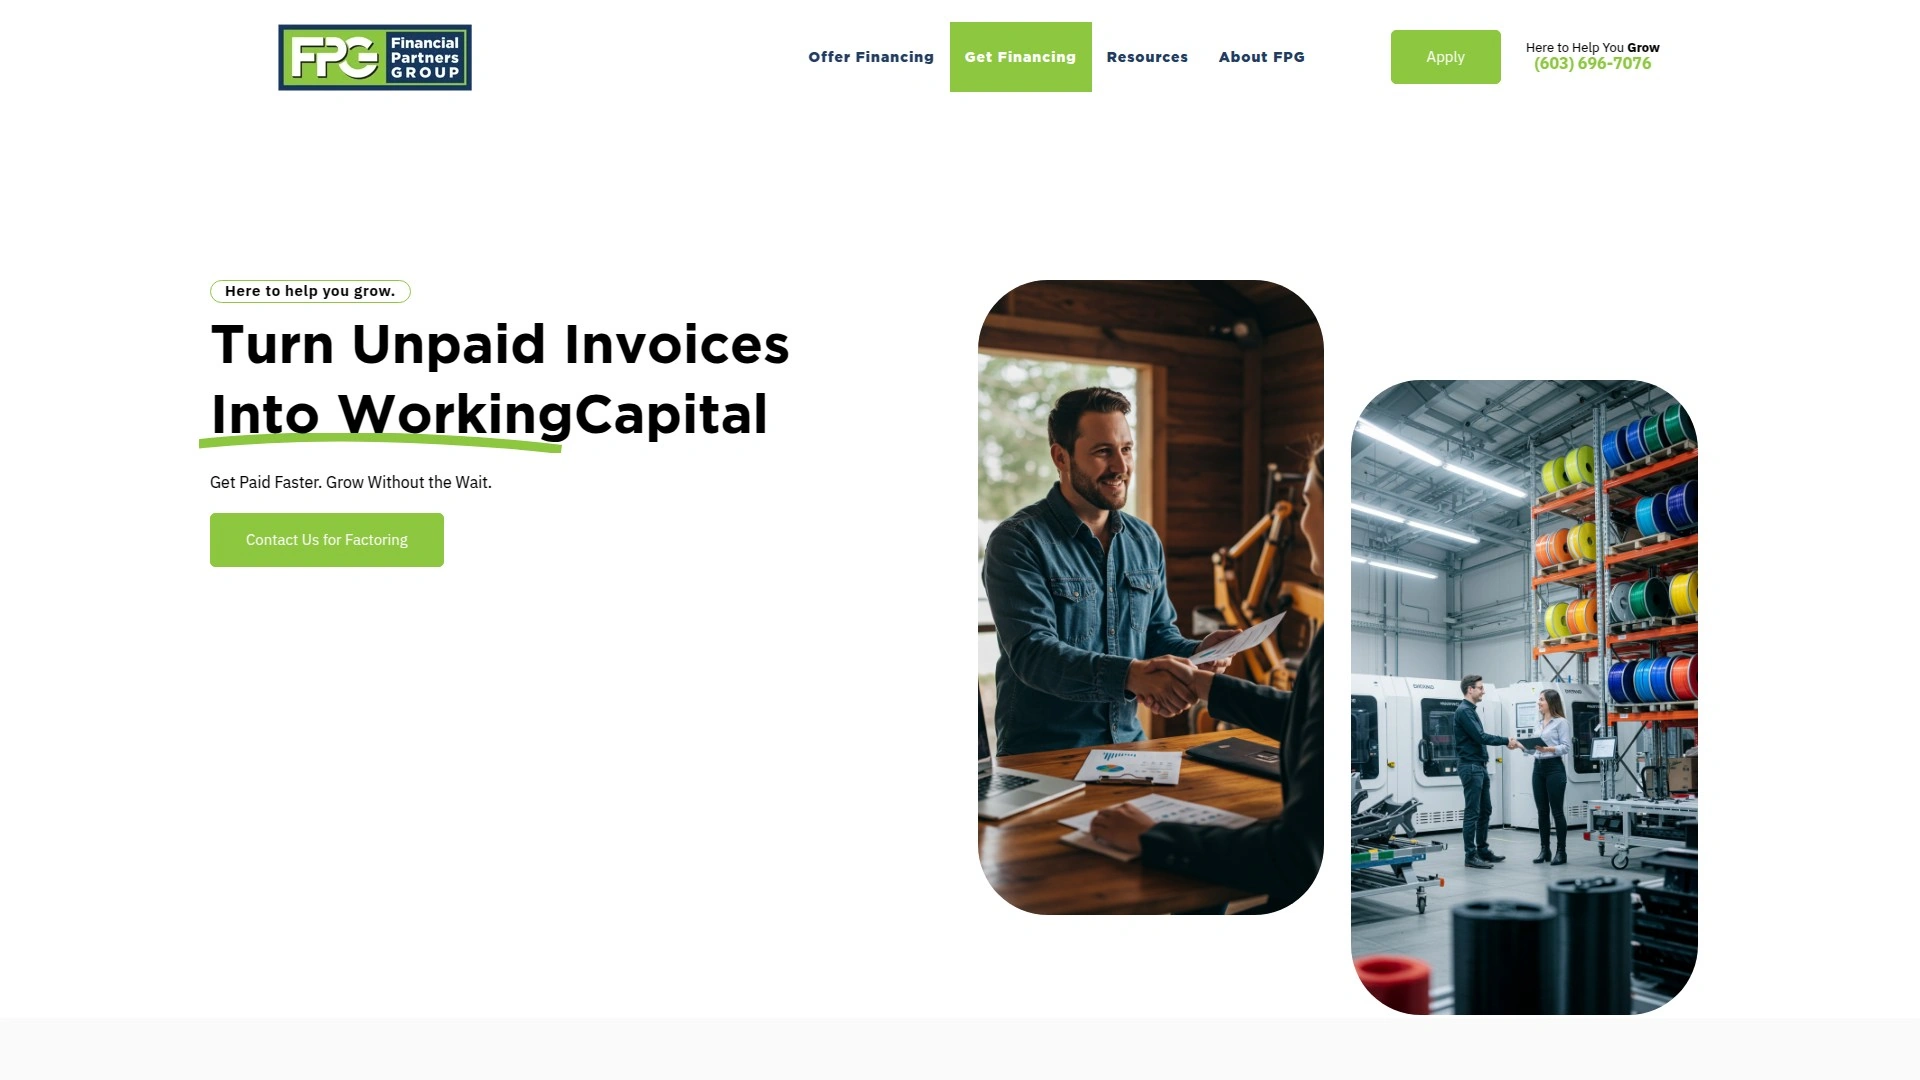 FPG
Financial
Partners
GROUP
Offer Financing
Get Financing
Resources
About FPG
Apply
Here to Help You Grow
(603) 696-7076
Here to help you grow.
Turn Unpaid Invoices
Into WorkingCapital
Get Paid Faster. Grow Without the Wait.
Contact Us for Factoring